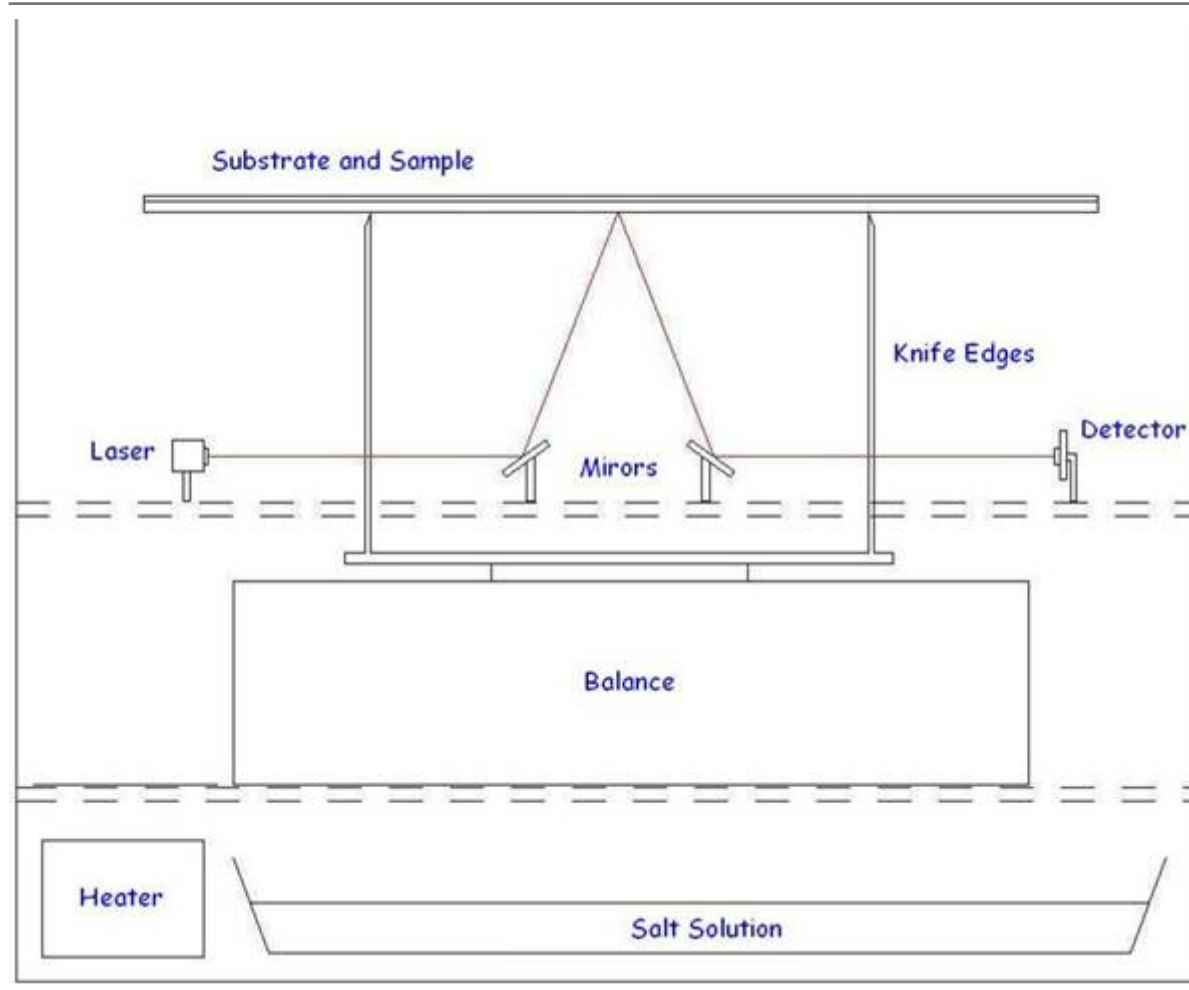 Substrate and Sample
Knife Edges
Detector
Laser
Mirors
Balance
Heater
Salt Solution